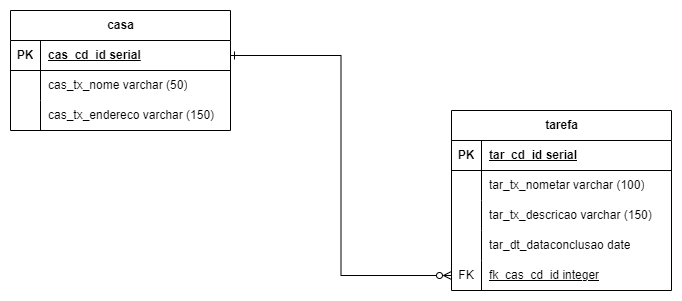 casa
PK cas_cd_id serial
cas_tx_nome varchar (50)
cas_tx_endereco varchar (150)
tarefa
PK tar_cd_id serial
tar_tx_nometar varchar (100)
tar_tx_descricao varchar (150)
tar_dt_dataconclusao date
FK fk_cas_cd_id integer